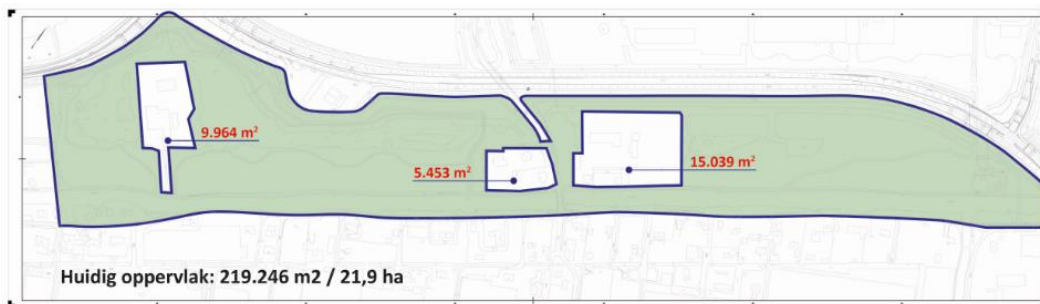 9.964 m²
5.453 m²
15.039 m²
Huidig oppervlak: 219.246 m2 / 21,9 ha